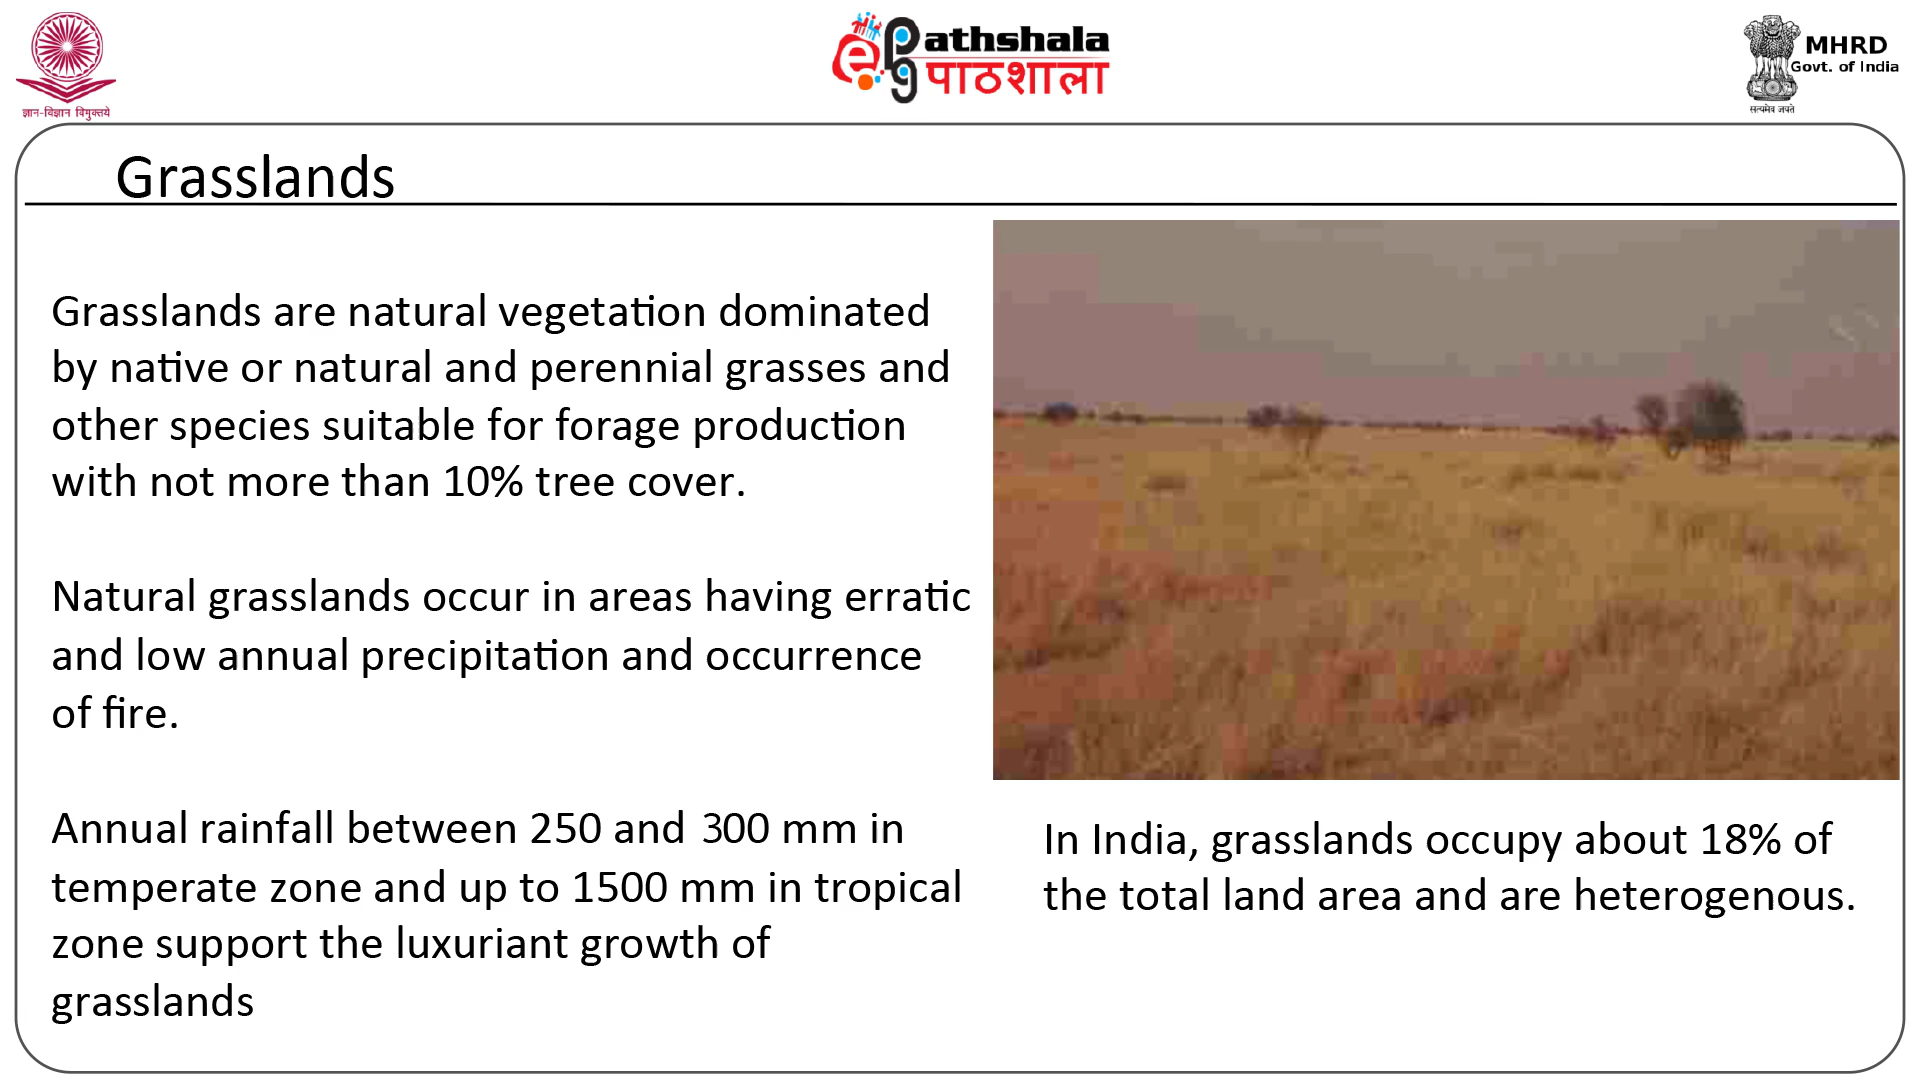 ज्ञान-विज्ञान विमुक्तये
e
PG
Pathshala
पाठशाला
MHRD
Govt. of India
सत्यमेव जयते
Grasslands
Grasslands are natural vegetation dominated
by native or natural and perennial grasses and
other species suitable for forage production
with not more than 10% tree cover.
Natural grasslands occur in areas having erratic
and low annual precipitation and occurrence
of fire.
Annual rainfall between 250 and 300 mm in
temperate zone and up to 1500 mm in tropical
zone support the luxuriant growth of
grasslands
In India, grasslands occupy about 18% of
the total land area and are heterogenous.